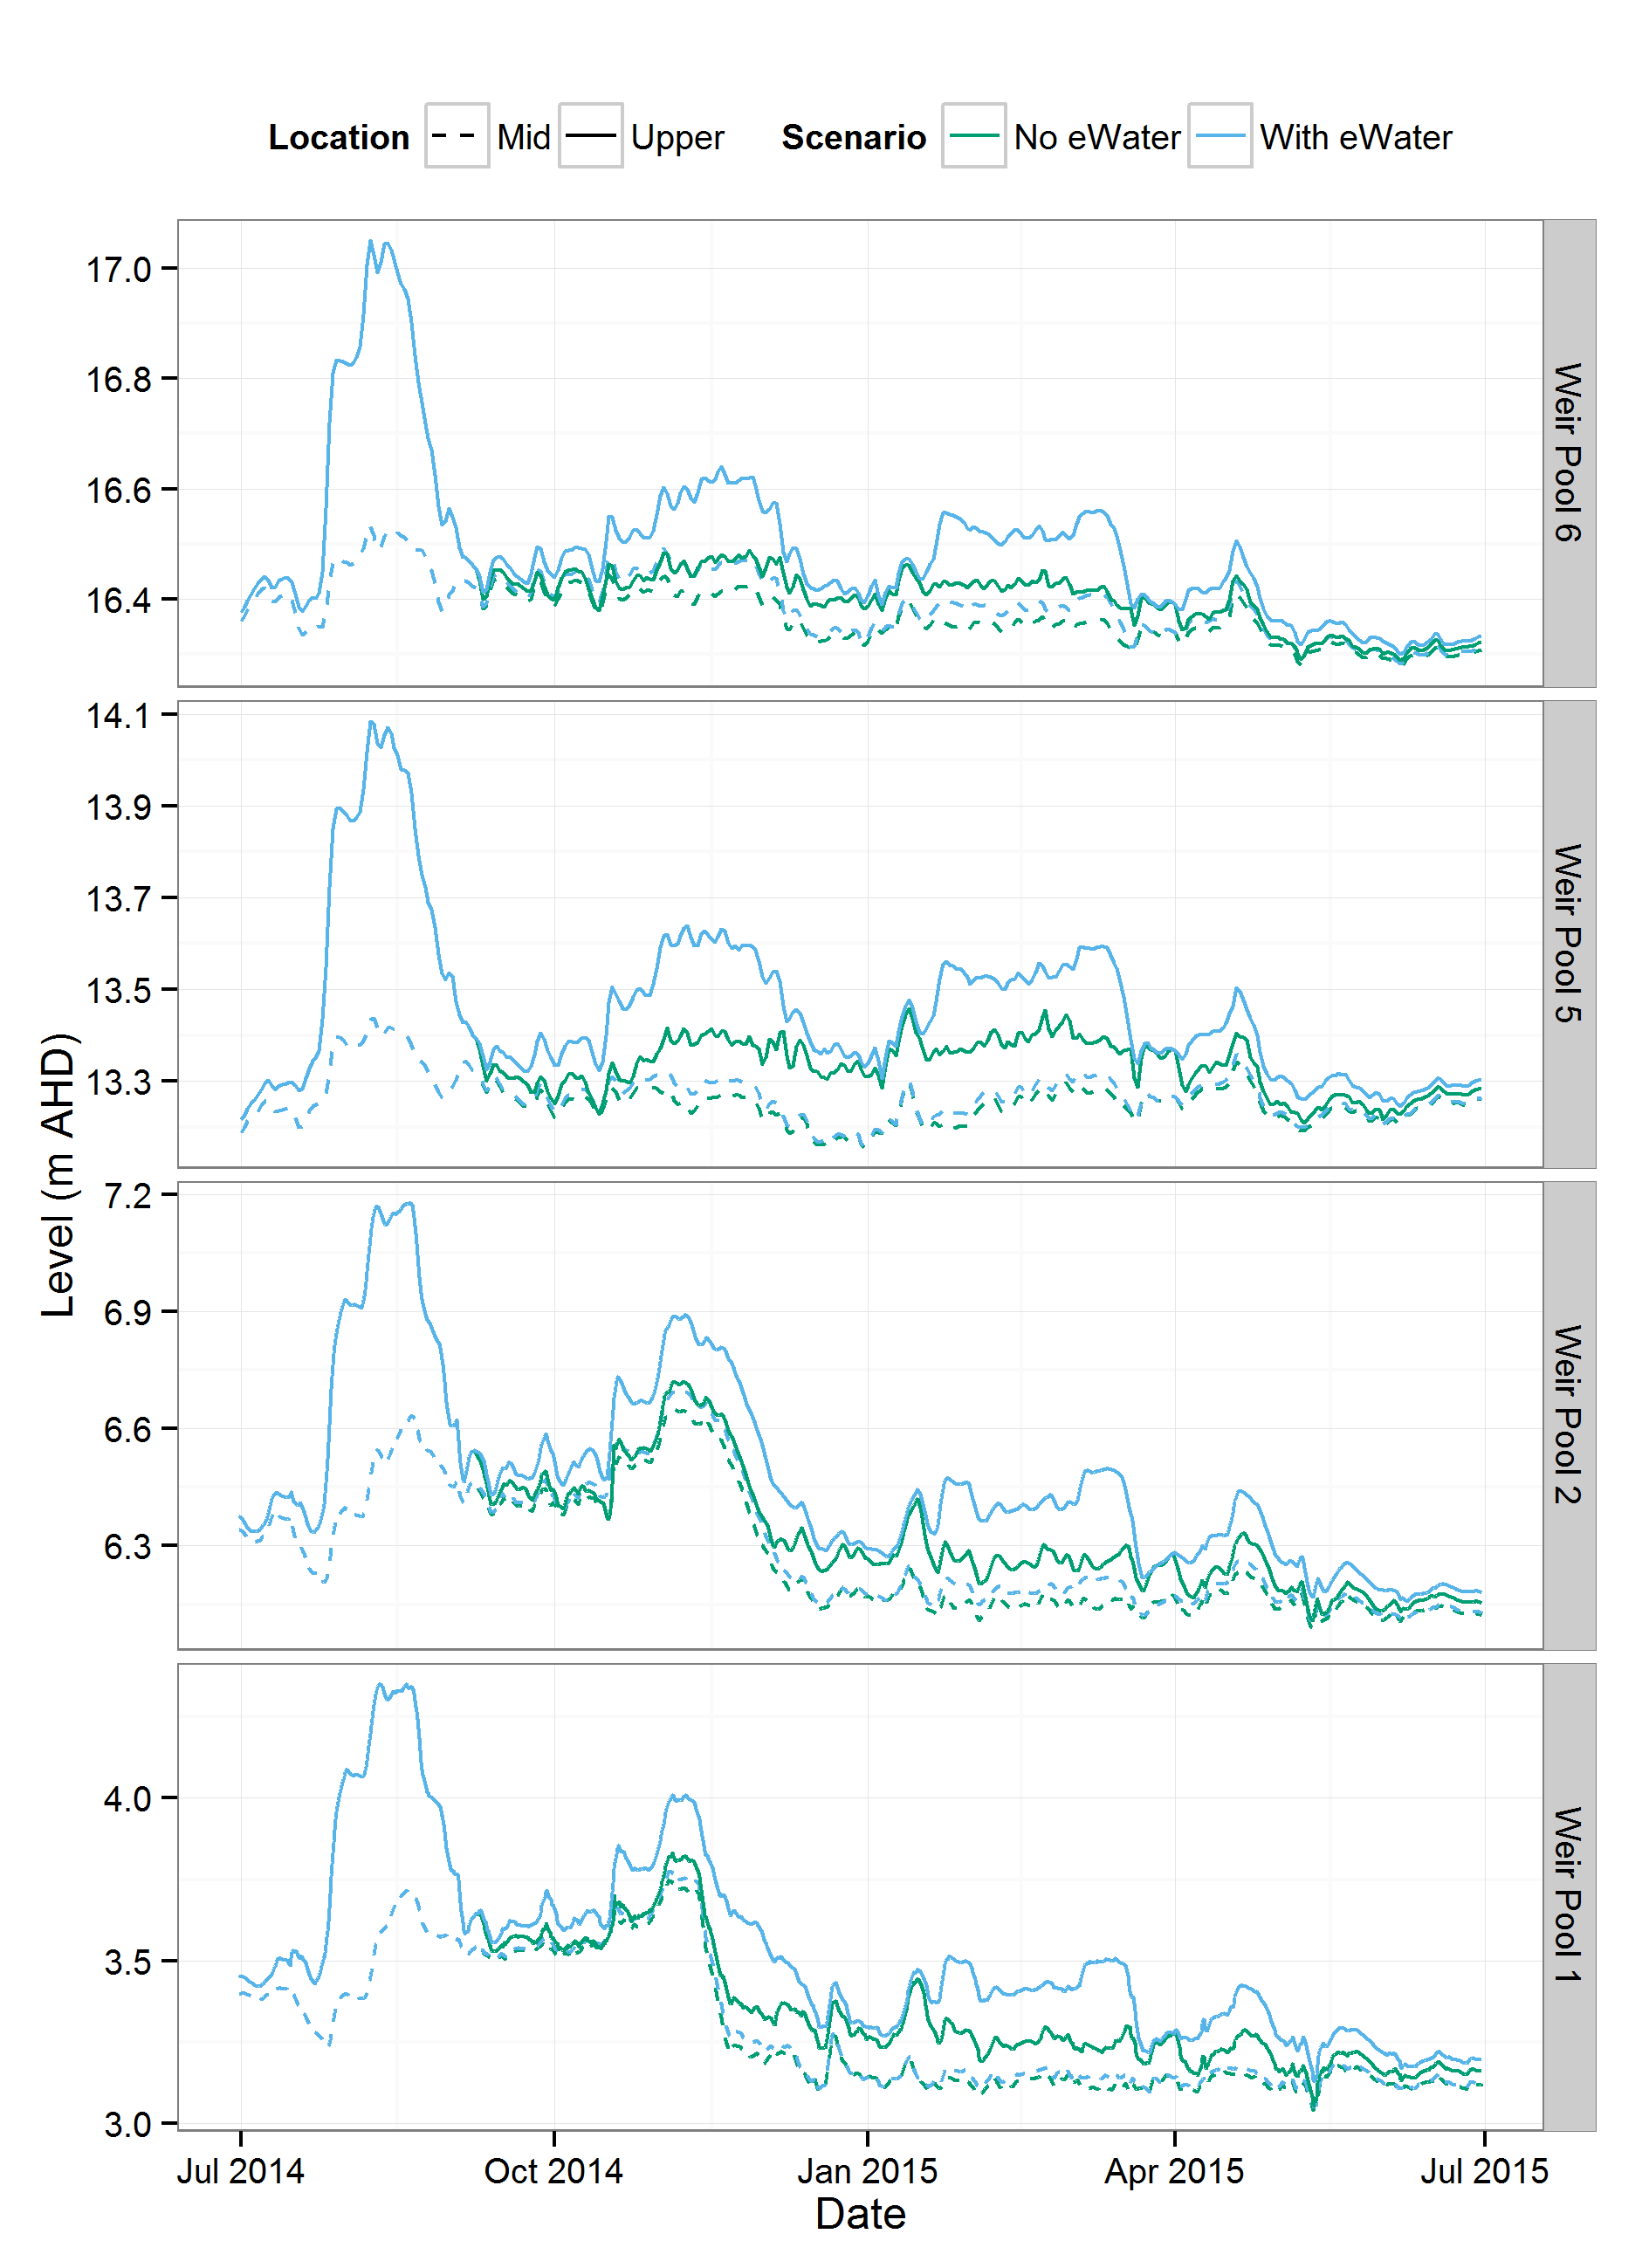 Location Mid Upper Scenario No eWater With eWater
17.0
16.8
16.6
16.4
Weir Pool 6
14.1
13.9
13.7
13.5
13.3
Weir Pool 5
Level (m AHD)
7.2
6.9
6.6
6.3
Weir Pool 2
4.0
3.5
3.0
Weir Pool 1
Jul 2014 Oct 2014 Jan 2015 Apr 2015 Jul 2015
Date